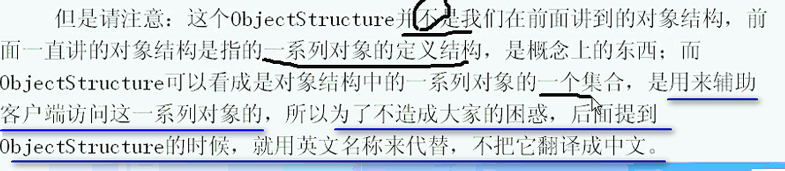 但是请注意：这个ObjectStructure并不是我们在前面讲到的对象结构，前
面一直讲的对象结构是指的一系列对象的定义结构，是概念上的东西；而
ObjectStructure可以看成是对象结构中的一系列对象的一个集合，是用来辅助
客户端访问这一系列对象的，所以为了不造成大家的困惑，后面提到
ObjectStructure的时候，就用英文名称来代替，不把它翻译成中文。